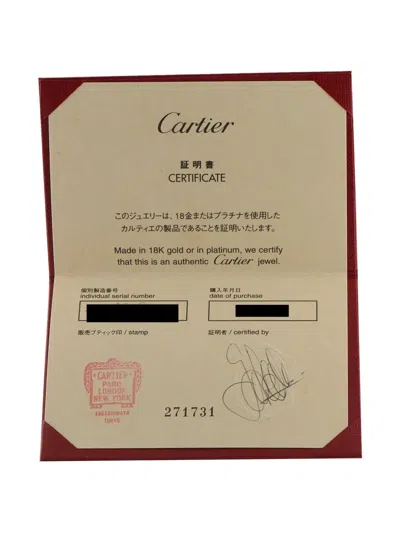 Cartier
証明書
CERTIFICATE
このジュエリーは、18金またはプラチナを使用した
カルティエの製品であることを証明いたします。
Made in 18K gold or in platinum, we certify
that this is an authentic Cartier jewel.
個別製造番号
individual serial number
購入年月日
date of purchase
販売ブティック印 / stamp
証明者 / certified by
CARTIER
PARIS
LONDON
NEW YORK
TOKYO
271731